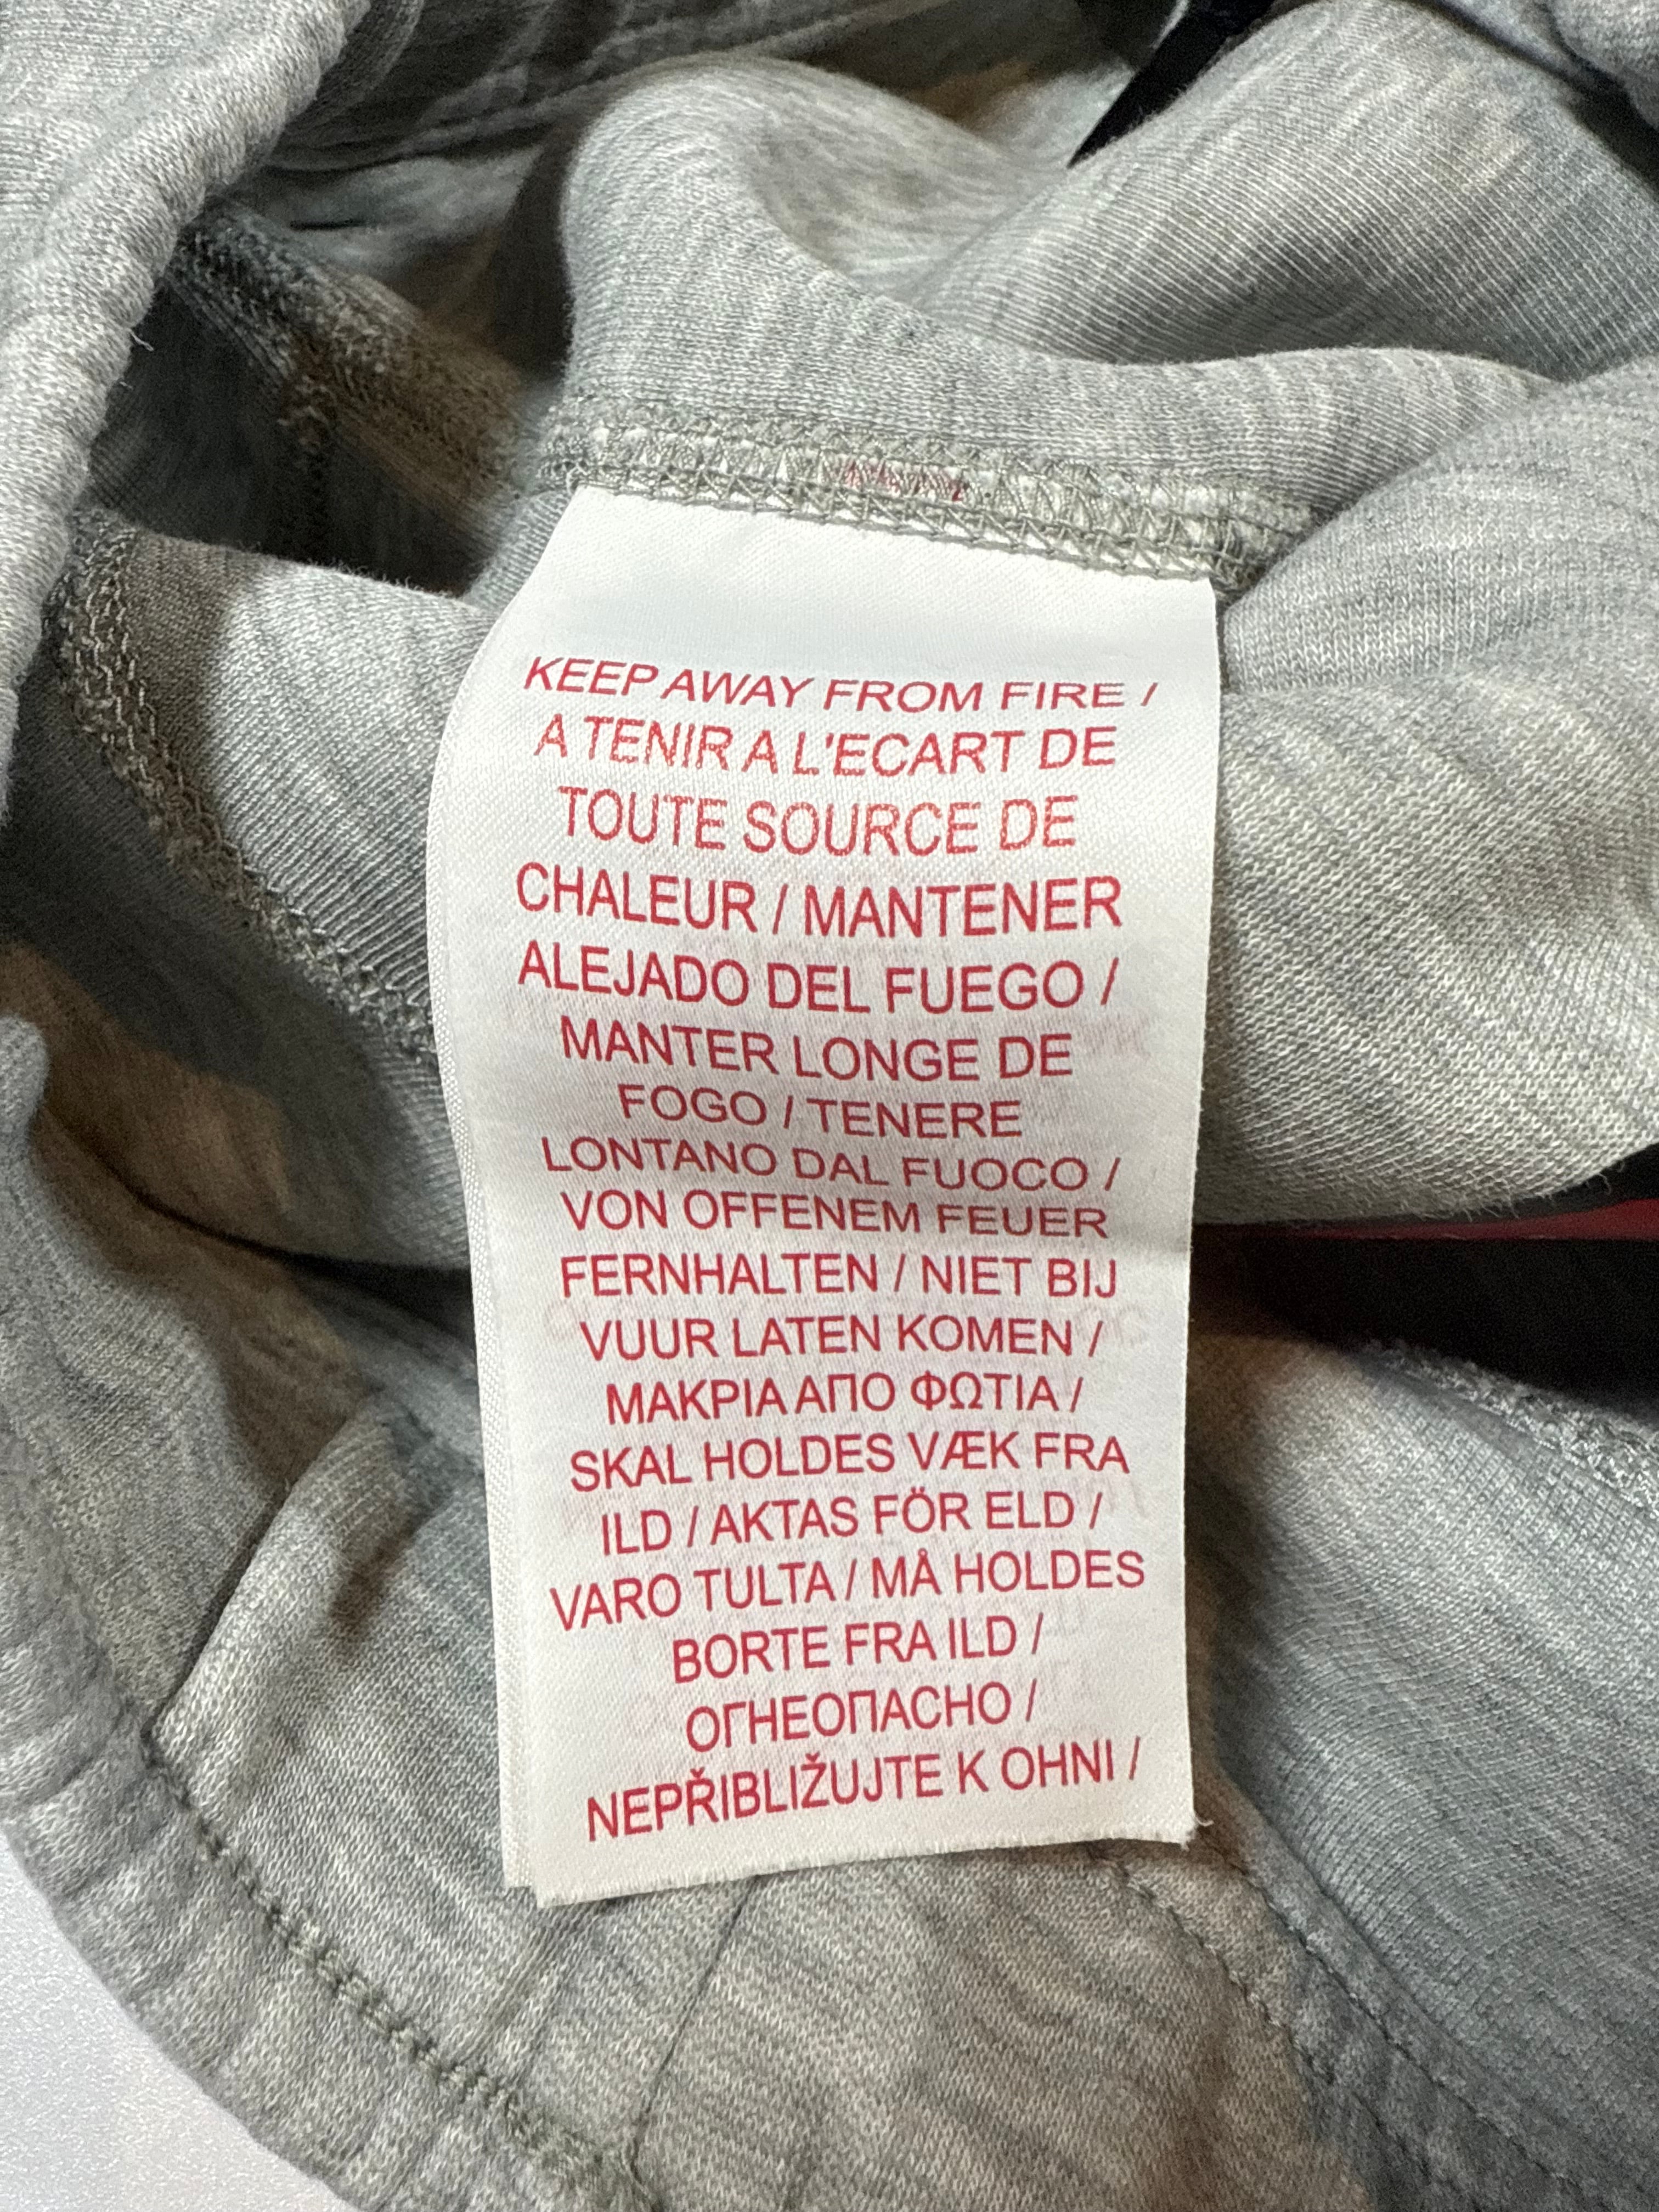 KEEP AWAY FROM FIRE /
A TENIR A L'ECART DE
TOUTE SOURCE DE
CHALEUR / MANTENER
ALEJADO DEL FUEGO /
MANTER LONGE DE
FOGO / TENERE
LONTANO DAL FUOCO /
VON OFFENEM FEUER
FERNHALTEN / NIET BIJ
VUUR LATEN KOMEN /
ΜΑΚΡΙΑ ΑΠΟ ΦΩΤΙΑ /
SKAL HOLDES VÆK FRA
ILD / AKTAS FÖR ELD /
VARO TULTA / MÅ HOLDES
BORTE FRA ILD /
ОГНЕОПАСНО /
NEPŘIBLIŽUJTE K OHNI /